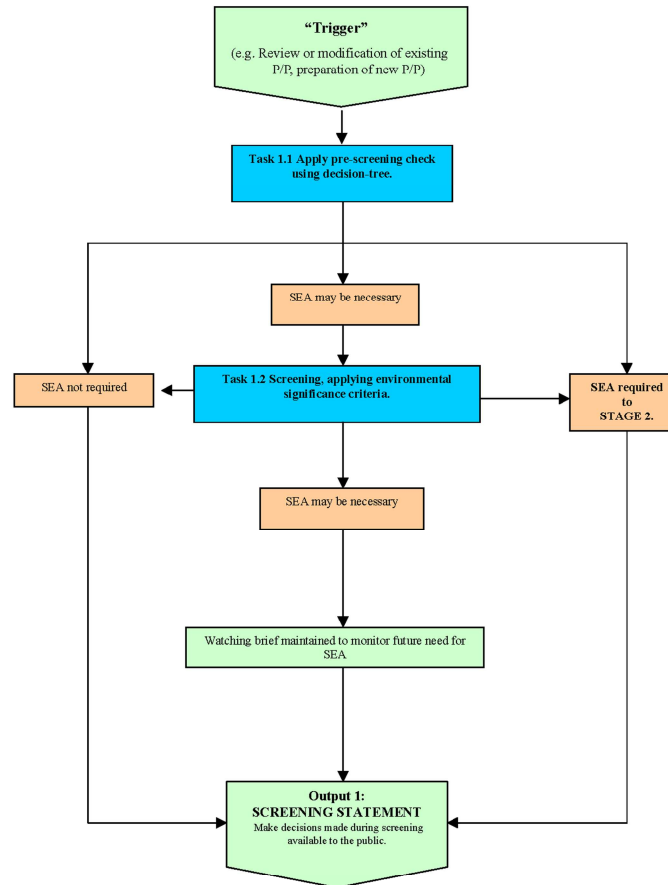 “Trigger”
(e.g. Review or modification of existing
P/P, preparation of new P/P)
Task 1.1 Apply pre-screening check
using decision-tree.
SEA may be necessary
SEA not required
Task 1.2 Screening, applying environmental
significance criteria.
SEA required
to
STAGE 2.
SEA may be necessary
Watching brief maintained to monitor future need for
SEA
Output 1:
SCREENING STATEMENT
Make decisions made during screening
available to the public.